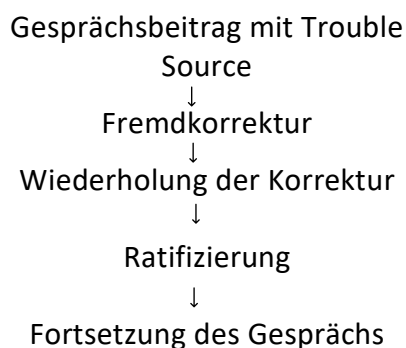 Gesprächsbeitrag mit Trouble
Source
↓
Fremdkorrektur
↓
Wiederholung der Korrektur
↓
Ratifizierung
↓
Fortsetzung des Gesprächs